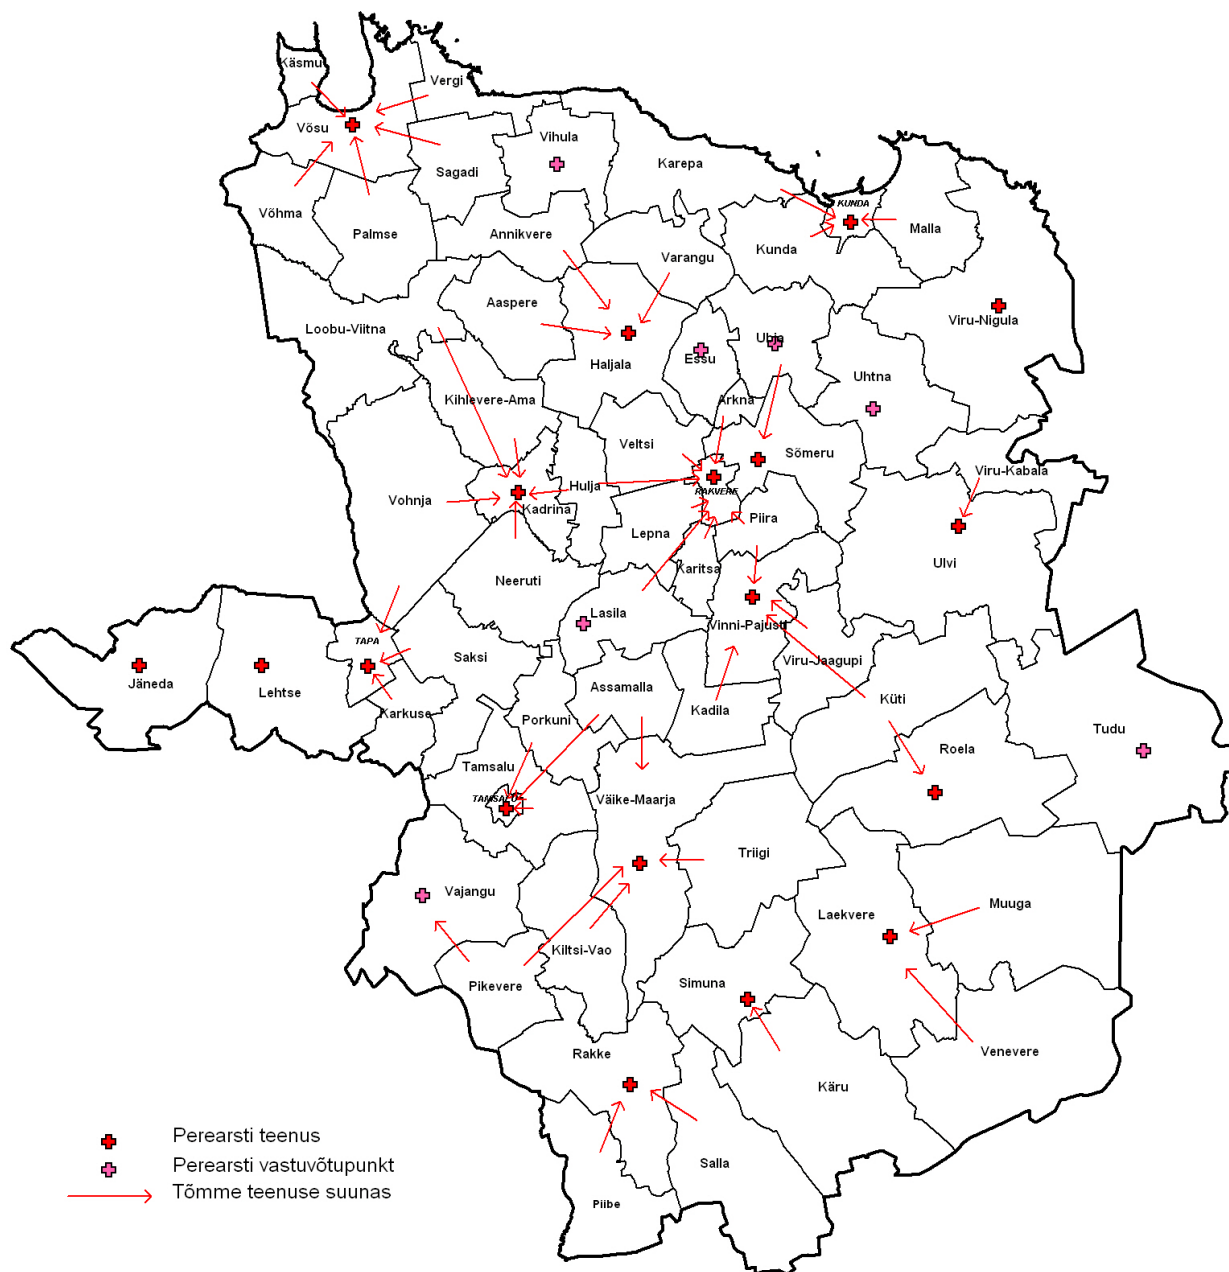 Käsmu
Vergi
Võsu
Vihula
Karepa
Sagadi
Võhma
KUNDA
Palmse
Annikvere
Malla
Kunda
Varangu
Aaspere
Viru-Nigula
Loobu-Viitna
Haljala
Essu
Ubja
Uhtna
Kihlevere-Ama
Arkna
Veltsi
Sõmeru
Viru-Kabala
Hulja
RAKVERE
Vohnja
Kadrina
Piira
Lepna
Ulvi
Karitsa
Neeruti
Lasila
Vinni-Pajusti
TAPA
Saksi
Viru-Jaagupi
Jäneda
Lehtse
Assamalla
Küti
Karkuse
Porkuni
Kadila
Tudu
Roela
Tamsalu
TAMSALU
Väike-Maarja
Triigi
Vajangu
Laekvere
Muuga
Kiltsi-Vao
Pikevere
Simuna
Rakke
Venevere
Käru
Perearsti teenus
Salla
Perearsti vastuvõtupunkt
Tõmme teenuse suunas
Piibe